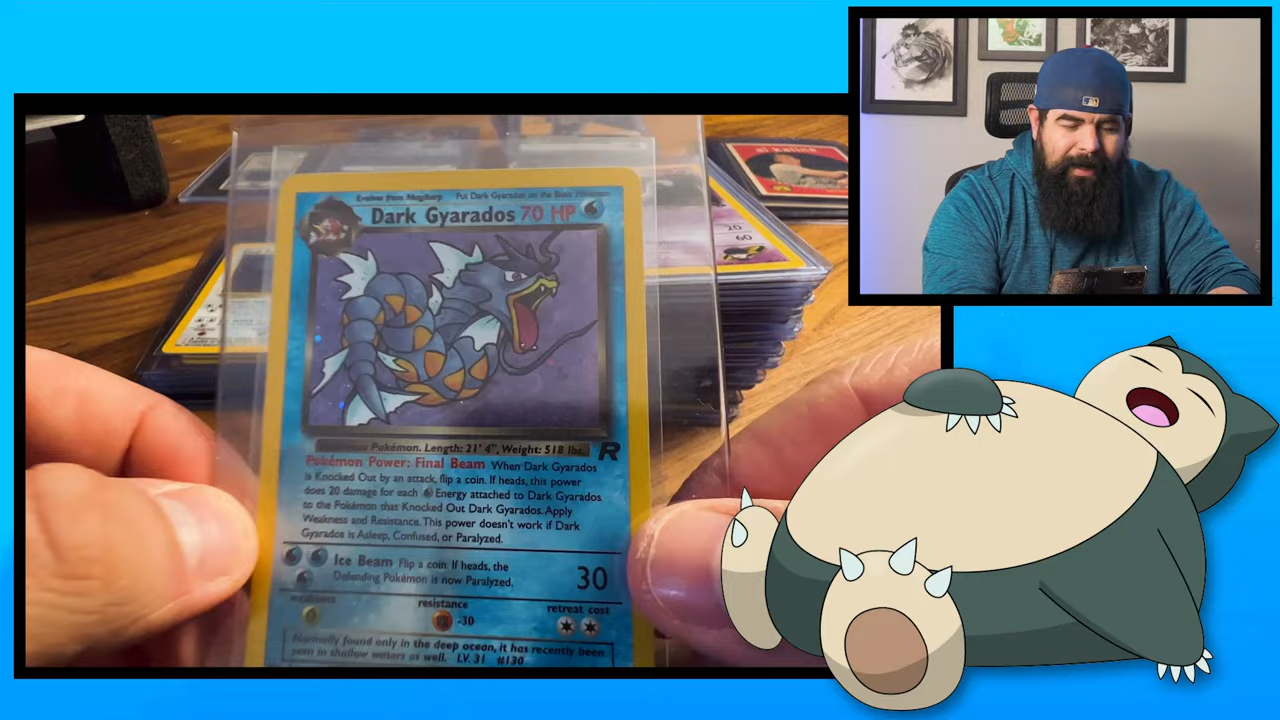 Evolves from Magikarp Put Dark Gyarados on the Basic Pokémon
Dark Gyarados 70 HP
Pokémon. Length: 21' 4", Weight: 518 lbs.
R
Pokémon Power: Final Beam When Dark Gyarados
is Knocked Out by an attack, flip a coin. If heads, this power
does 20 damage for each Energy attached to Dark Gyarados
to the Pokémon that Knocked Out Dark Gyarados. Apply
Weakness and Resistance. This power doesn't work if Dark
Gyarados is Asleep, Confused, or Paralyzed.
Ice Beam Flip a coin. If heads, the
Defending Pokémon is now Paralyzed.
30
weakness
resistance
retreat cost
-30
Normally found only in the deep ocean, it has recently been
seen in shallow waters as well. LV. 31 #130
20
60
al kaline